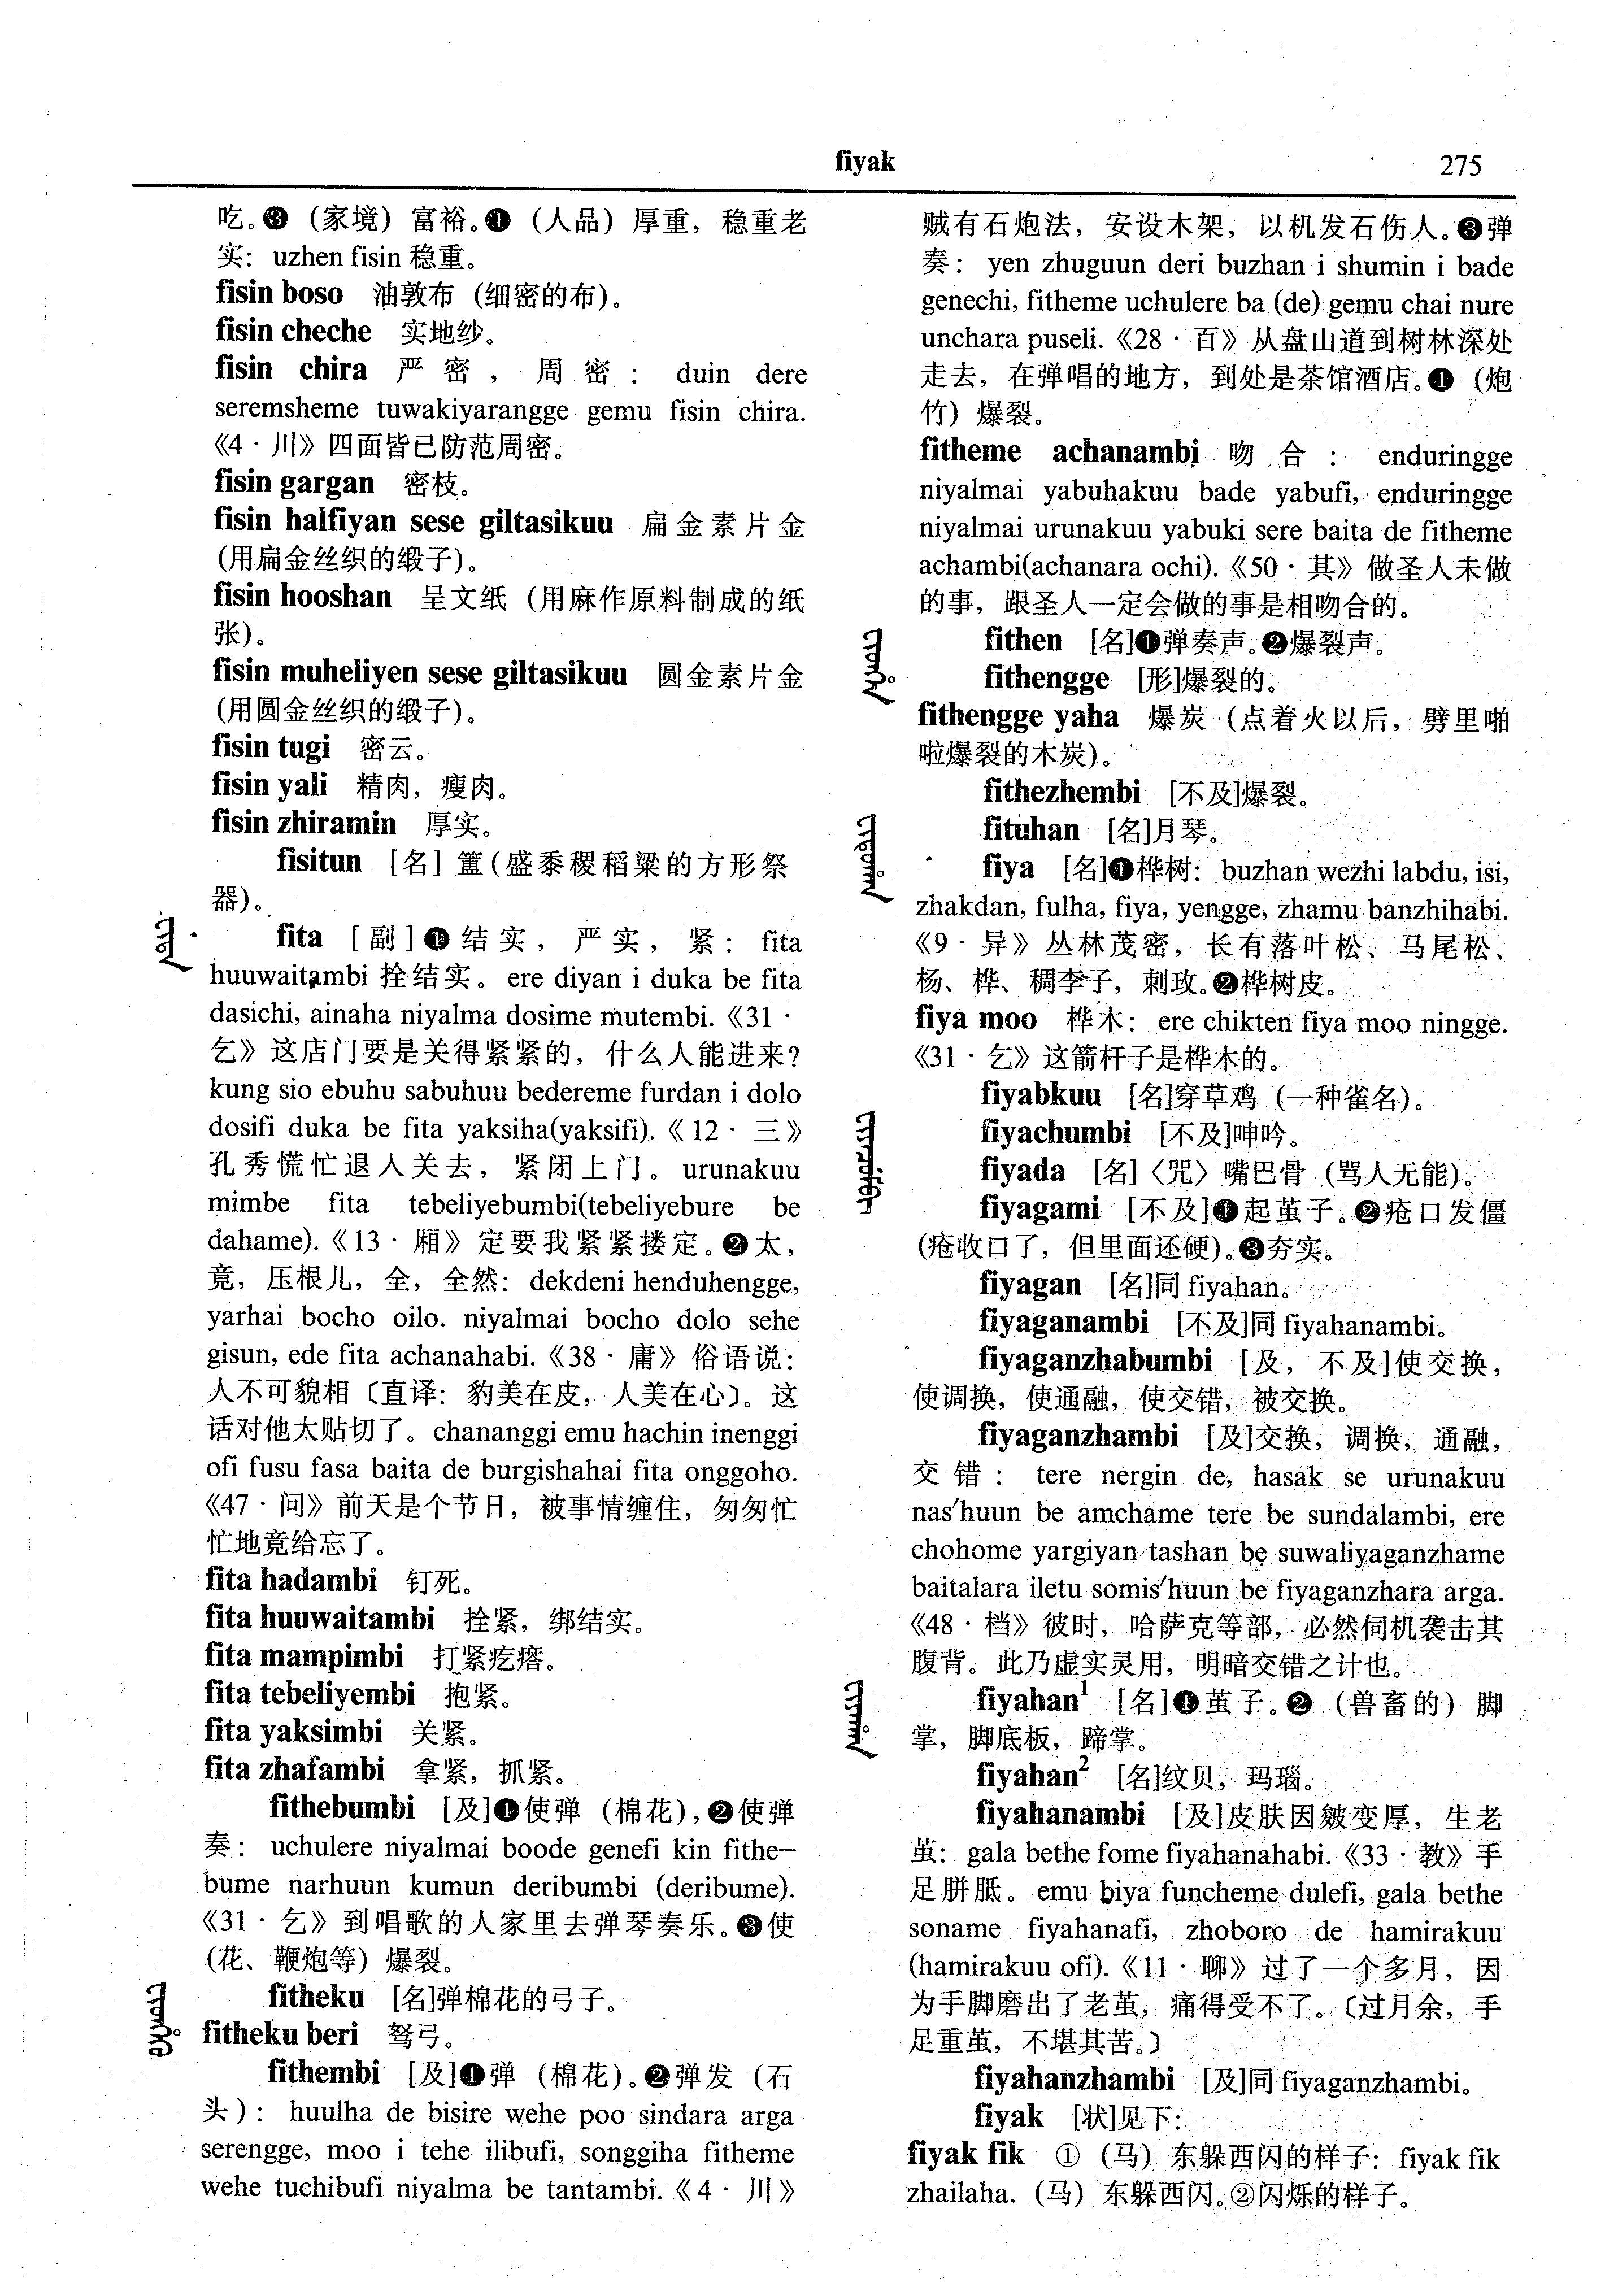 fiyak
275
吃。❸（家境）富裕。❹（人品）厚重，稳重老
实：uzhen fisin 稳重。
fisin boso 油敦布（细密的布）。
fisin cheche 实地纱。
fisin chira 严密，周密：duin dere
seremsheme tuwakiyarangge gemu fisin chira.
《4·川》四面皆已防范周密。
fisin gargan 密枝。
fisin halfiyan sese giltasikuu 扁金素片金
（用扁金丝织的缎子）。
fisin hooshan 呈文纸（用麻作原料制成的纸
张）。
fisin muheliyen sese giltasikuu 圆金素片金
（用圆金丝织的缎子）。
fisin tugi 密云。
fisin yali 精肉，瘦肉。
fisin zhiramin 厚实。
fisitun [名] 簠（盛黍稷稻粱的方形祭
器）。
fita [副]❶结实，严实，紧：fita
huuwaitambi 拴结实。ere diyan i duka be fita
dasichi, ainaha niyalma dosime mutembi.《31·
乞》这店门要是关得紧紧的，什么人能进来？
kung sio ebuhu sabuhuu bedereme furdan i dolo
dosifi duka be fita yaksiha(yaksifi).《12·三》
孔秀慌忙退入关去，紧闭上门。urunakuu
mimbe fita tebeliyebumbi(tebeliyebure be
dahame).《13·厢》定要我紧紧搂定。❷太，
竟，压根儿，全，全然：dekdeni henduhengge,
yarhai bocho oilo. niyalmai bocho dolo sehe
gisun, ede fita achanahabi.《38·庸》俗语说：
人不可貌相〔直译：豹美在皮，人美在心〕。这
话对他太贴切了。chananggi emu hachin inenggi
ofi fusu fasa baita de burgishahai fita onggoho.
《47·问》前天是个节日，被事情缠住，匆匆忙
忙地竟给忘了。
fita hadambi 钉死。
fita huuwaitambi 拴紧，绑结实。
fita mampimbi 打紧疙瘩。
fita tebeliyembi 抱紧。
fita yaksimbi 关紧。
fita zhafambi 拿紧，抓紧。
fithebumbi [及]❶使弹（棉花），❷使弹
奏：uchulere niyalmai boode genefi kin fithe-
bume narhuun kumun deribumbi (deribume).
《31·乞》到唱歌的人家里去弹琴奏乐。❸使
（花、鞭炮等）爆裂。
fitheku [名]弹棉花的弓子。
fitheku beri 弩弓。
fithembi [及]❶弹（棉花）。❷弹发（石
头）：huulha de bisire wehe poo sindara arga
serengge, moo i tehe ilibufi, songgiha fitheme
wehe tuchibufi niyalma be tantambi.《4·川》
贼有石炮法，安设木架，以机发石伤人。❸弹
奏：yen zhuguun deri buzhan i shumin i bade
genechi, fitheme uchulere ba (de) gemu chai nure
unchara puseli.《28·百》从盘山道到树林深处
走去，在弹唱的地方，到处是茶馆酒店。❹（炮
竹）爆裂。
fitheme achanambi 吻合：enduringge
niyalmai yabuhakuu bade yabufi, enduringge
niyalmai urunakuu yabuki sere baita de fitheme
achambi(achanara ochi).《50·其》做圣人未做
的事，跟圣人一定会做的事是相吻合的。
fithen [名]❶弹奏声。❷爆裂声。
fithengge [形]爆裂的。
fithengge yaha 爆炭（点着火以后，劈里啪
啦爆裂的木炭）。
fithezhembi [不及]爆裂。
fituhan [名]月琴。
fiya [名]❶桦树：buzhan wezhi labdu, isi,
zhakdan, fulha, fiya, yengge, zhamu banzhihabi.
《9·异》丛林茂密，长有落叶松、马尾松、
杨、桦、稠李子，刺玫。❷桦树皮。
fiya moo 桦木：ere chikten fiya moo ningge.
《31·乞》这箭杆子是桦木的。
fiyabkuu [名]穿草鸡（一种雀名）。
fiyachumbi [不及]呻吟。
fiyada [名]〈咒〉嘴巴骨（骂人无能）。
fiyagami [不及]❶起茧子。❷疮口发僵
（疮收口了，但里面还硬）。❸夯实。
fiyagan [名]同 fiyahan。
fiyaganambi [不及]同 fiyahanambi。
fiyaganzhabumbi [及，不及]使交换，
使调换，使通融，使交错，被交换。
fiyaganzhambi [及]交换，调换，通融，
交错：tere nergin de, hasak se urunakuu
nas'huun be amchame tere be sundalambi, ere
chohome yargiyan tashan be suwaliyaganzhame
baitalara iletu somis'huun be fiyaganzhara arga.
《48·档》彼时，哈萨克等部，必然伺机袭击其
腹背。此乃虚实灵用，明暗交错之计也。
fiyahan¹ [名]❶茧子。❷（兽畜的）脚
掌，脚底板，蹄掌。
fiyahan² [名]纹贝，玛瑙。
fiyahanambi [及]皮肤因皴变厚，生老
茧：gala bethe fome fiyahanahabi.《33·教》手
足胼胝。emu biya funcheme dulefi, gala bethe
soname fiyahanafi, zhoboro de hamirakuu
(hamirakuu ofi).《11·聊》过了一个多月，因
为手脚磨出了老茧，痛得受不了。〔过月余，手
足重茧，不堪其苦。〕
fiyahanzhambi [及]同 fiyaganzhambi。
fiyak [状]见下：
fiyak fik ①（马）东躲西闪的样子：fiyak fik
zhailaha.（马）东躲西闪。②闪烁的样子。